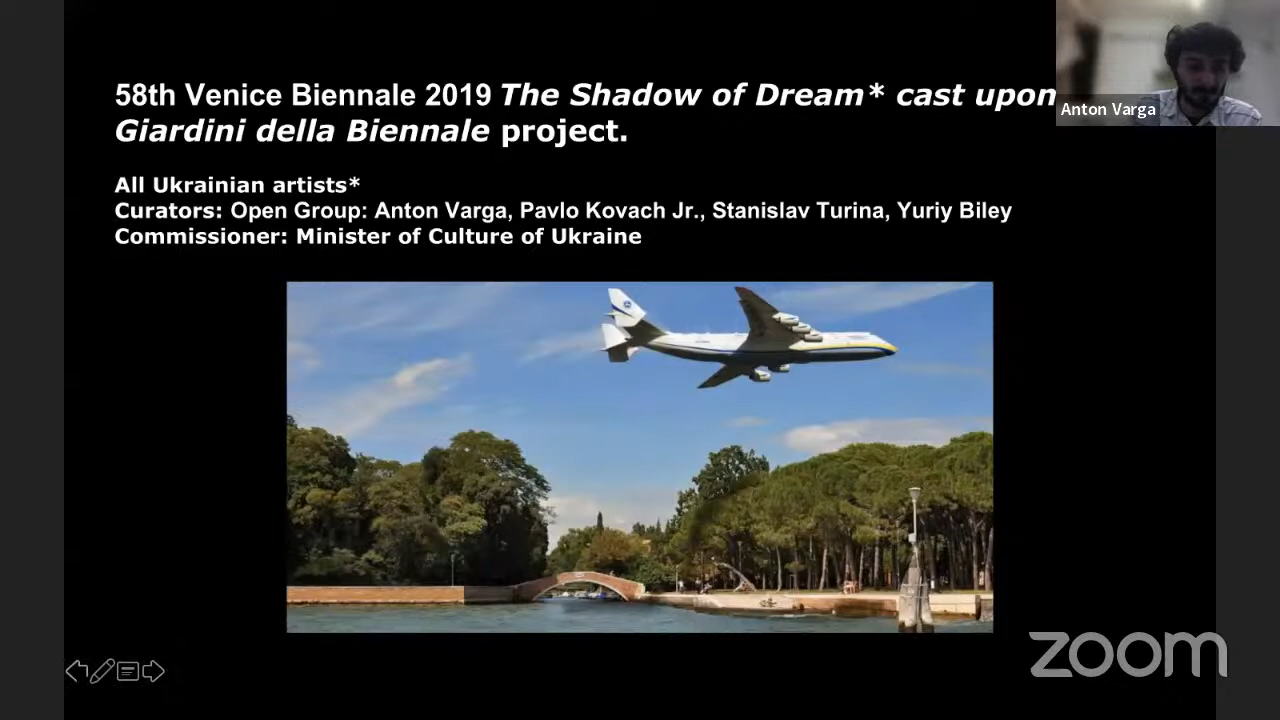 58th Venice Biennale 2019 The Shadow of Dream* cast upon
Giardini della Biennale project.
All Ukrainian artists*
Curators: Open Group: Anton Varga, Pavlo Kovach Jr., Stanislav Turina, Yuriy Biley
Commissioner: Minister of Culture of Ukraine
Anton Varga
zoom